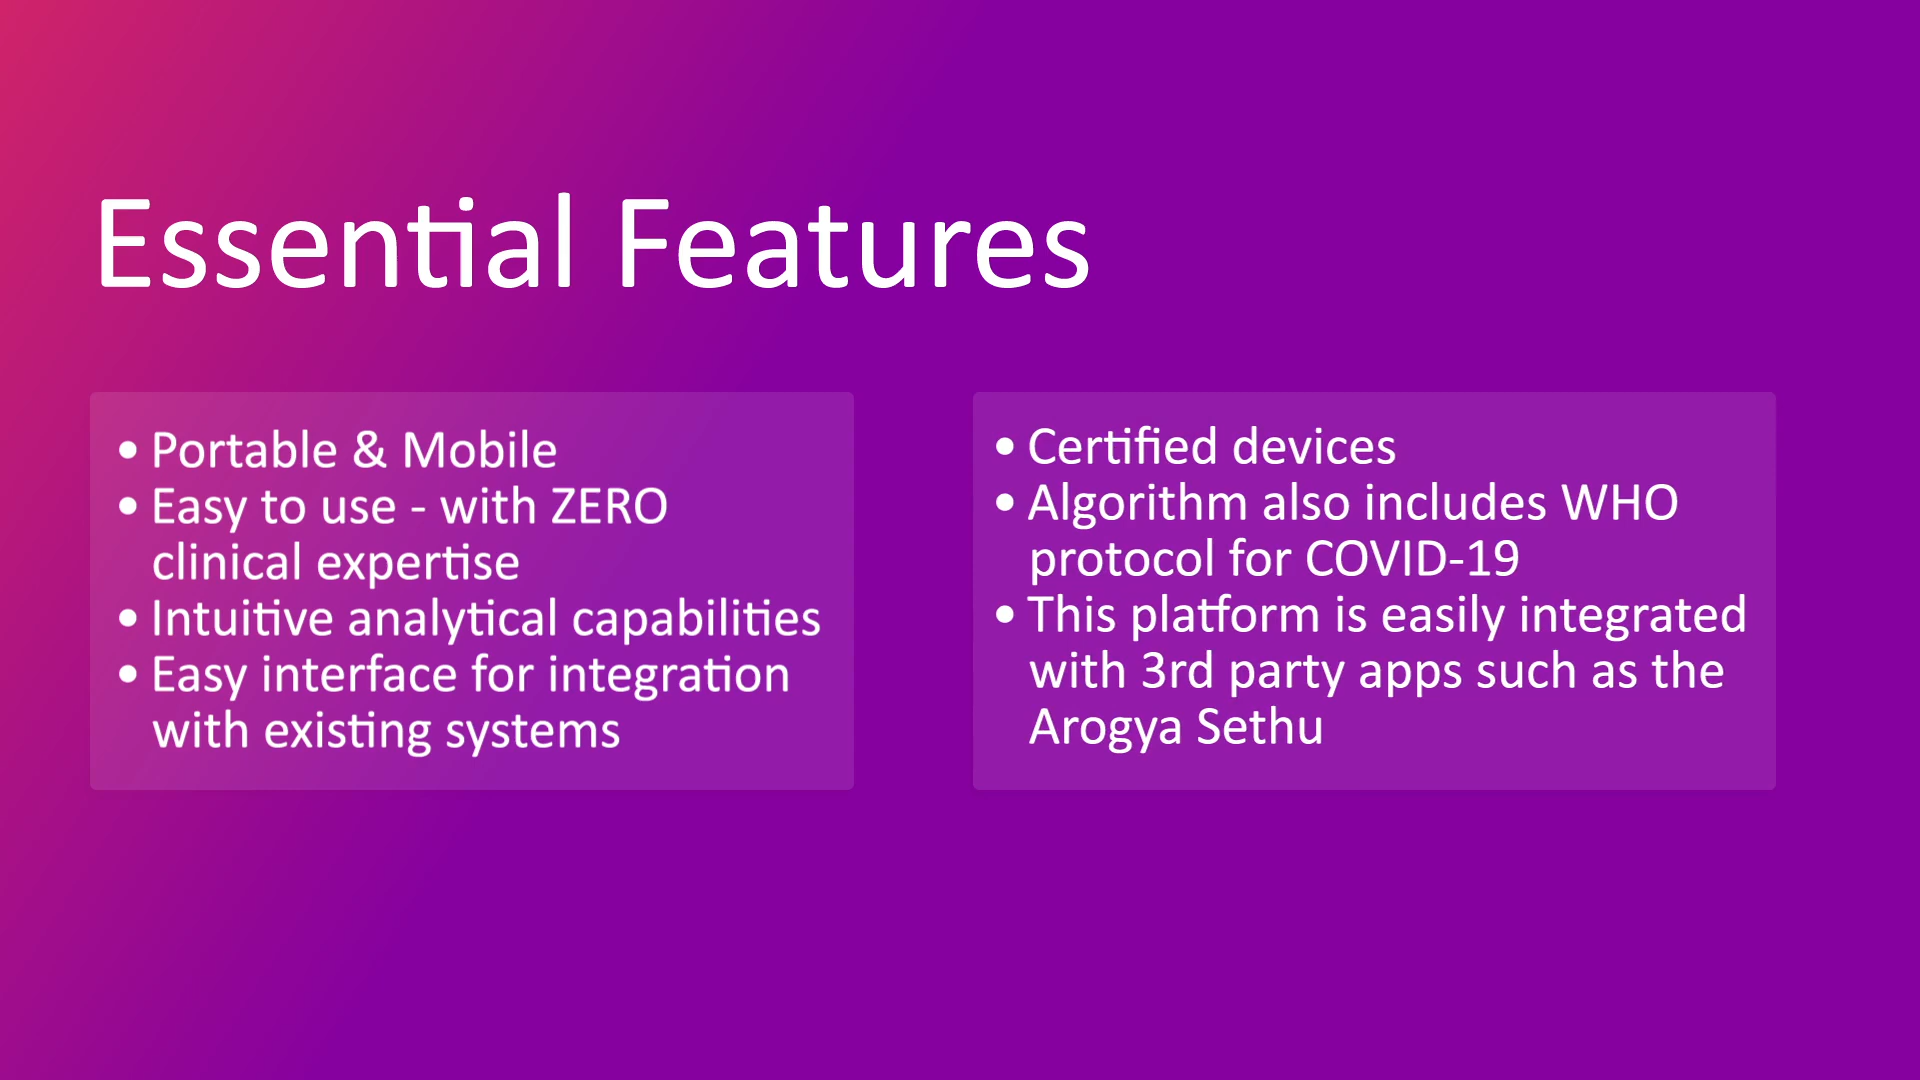 Essential Features
• Portable & Mobile
• Easy to use - with ZERO
clinical expertise
• Intuitive analytical capabilities
• Easy interface for integration
with existing systems
• Certified devices
• Algorithm also includes WHO
protocol for COVID-19
• This platform is easily integrated
with 3rd party apps such as the
Arogya Sethu